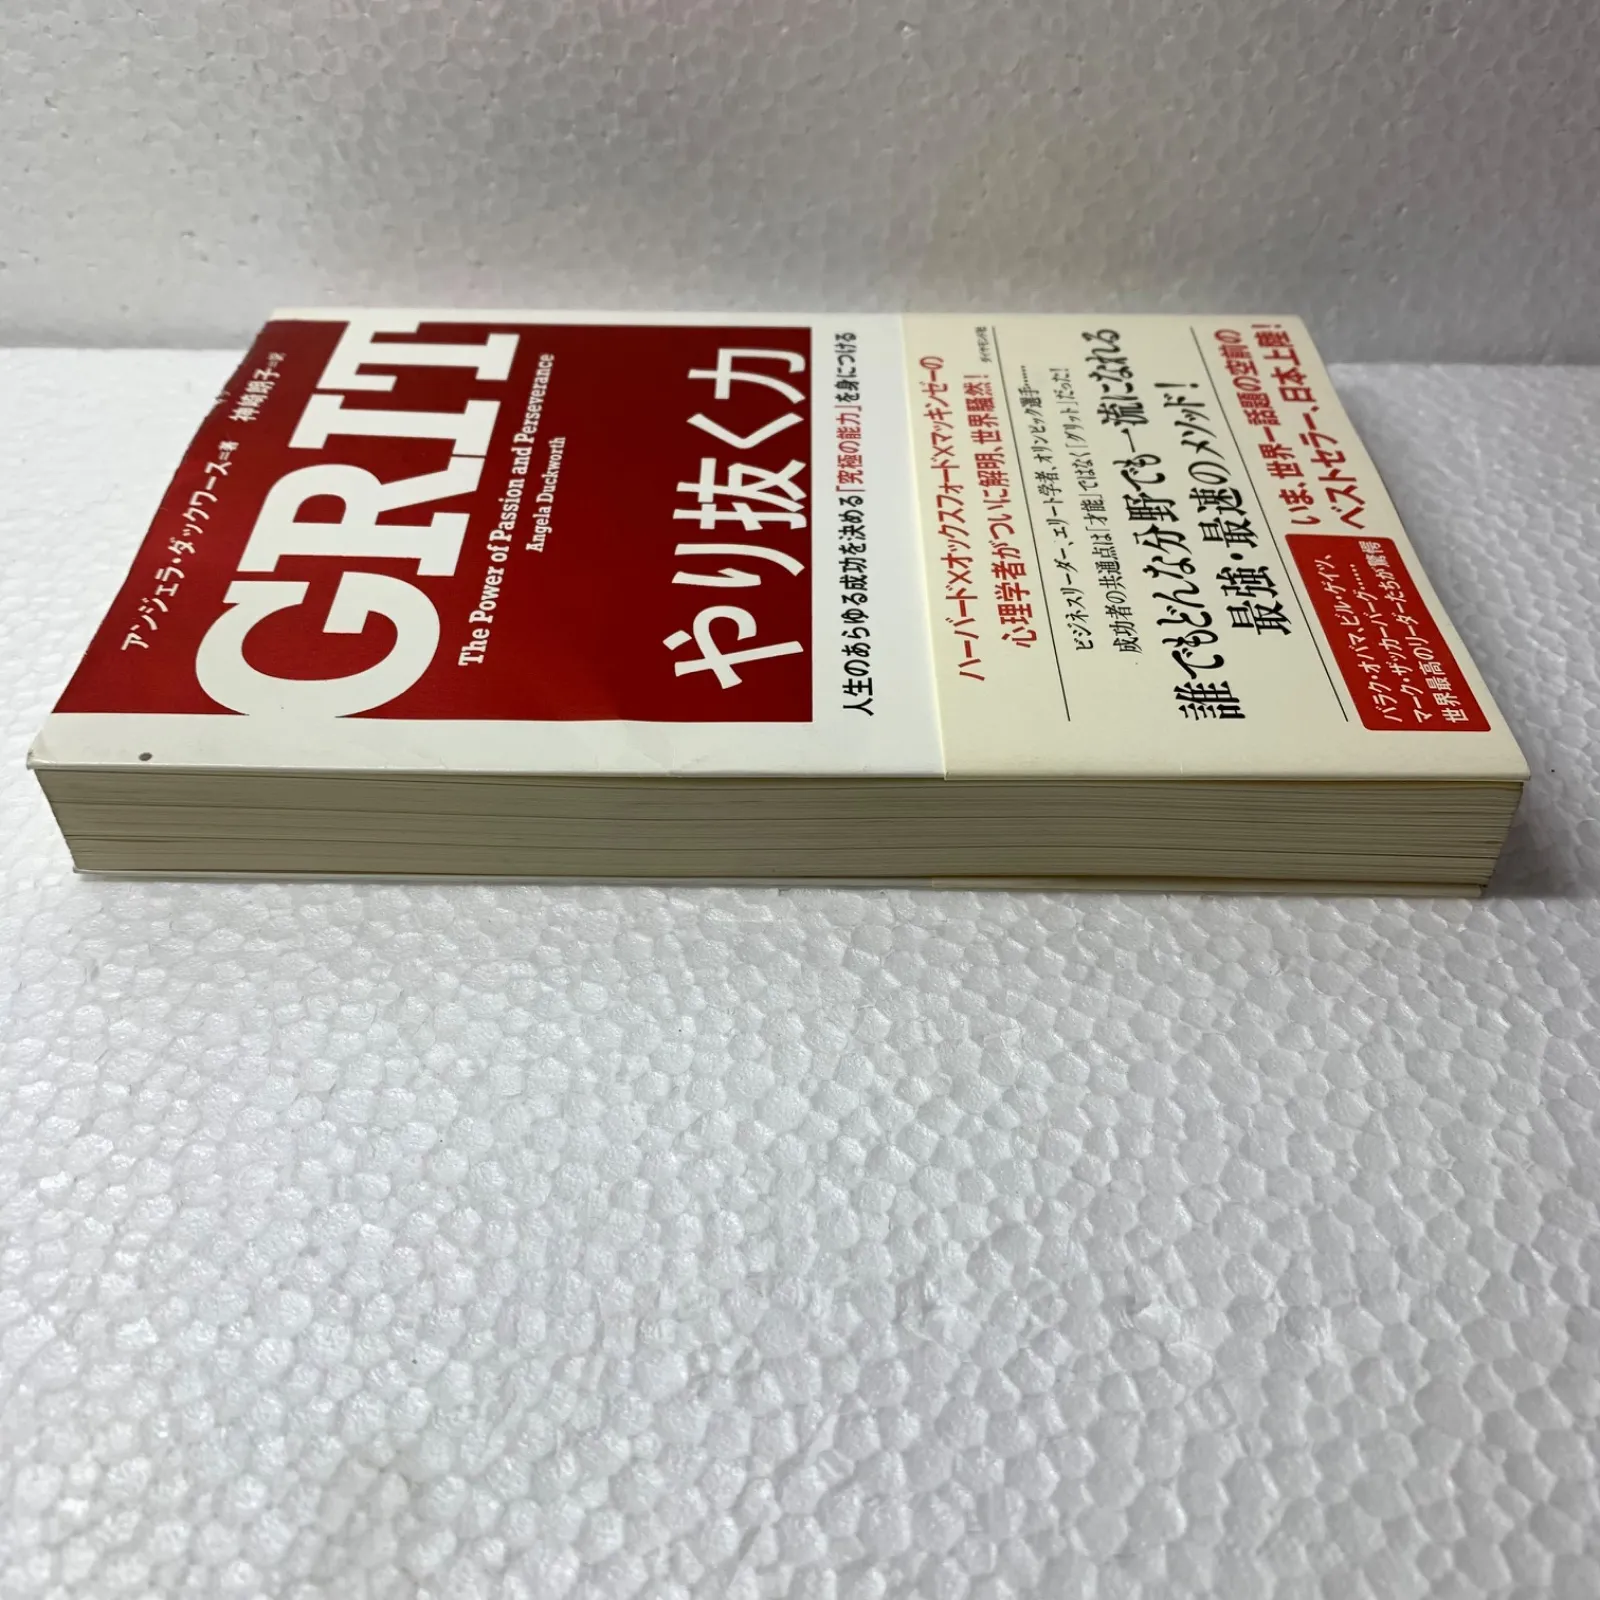 アンジェラ・ダックワース=著
神崎朗子=訳
GRIT
The Power of Passion and Perseverance
Angela Duckworth
やり抜く力
人生のあらゆる成功を決める「究極の能力」を身につける
ダイヤモンド社
ハーバード×オックスフォード×マッキンゼーの
心理学者がついに解明、世界騒然!
ビジネスリーダー、エリート学者、オリンピック選手……
成功者の共通点は「才能」ではなく「グリット」だった!
誰でもどんな分野でも一流になれる
最強・最速のメソッド!
いま、世界一話題の空前の
ベストセラー、日本上陸!
バラク・オバマ、ビル・ゲイツ、
マーク・ザッカーバーグ……
世界最高のリーダーたちが驚愕